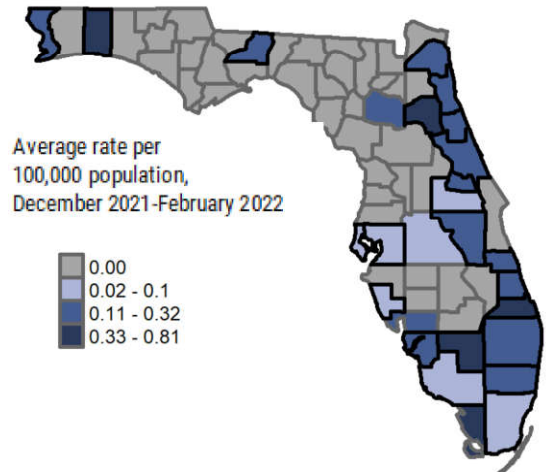 Average rate per
100,000 population,
December 2021-February 2022
0.00
0.02 - 0.1
0.11 - 0.32
0.33 - 0.81